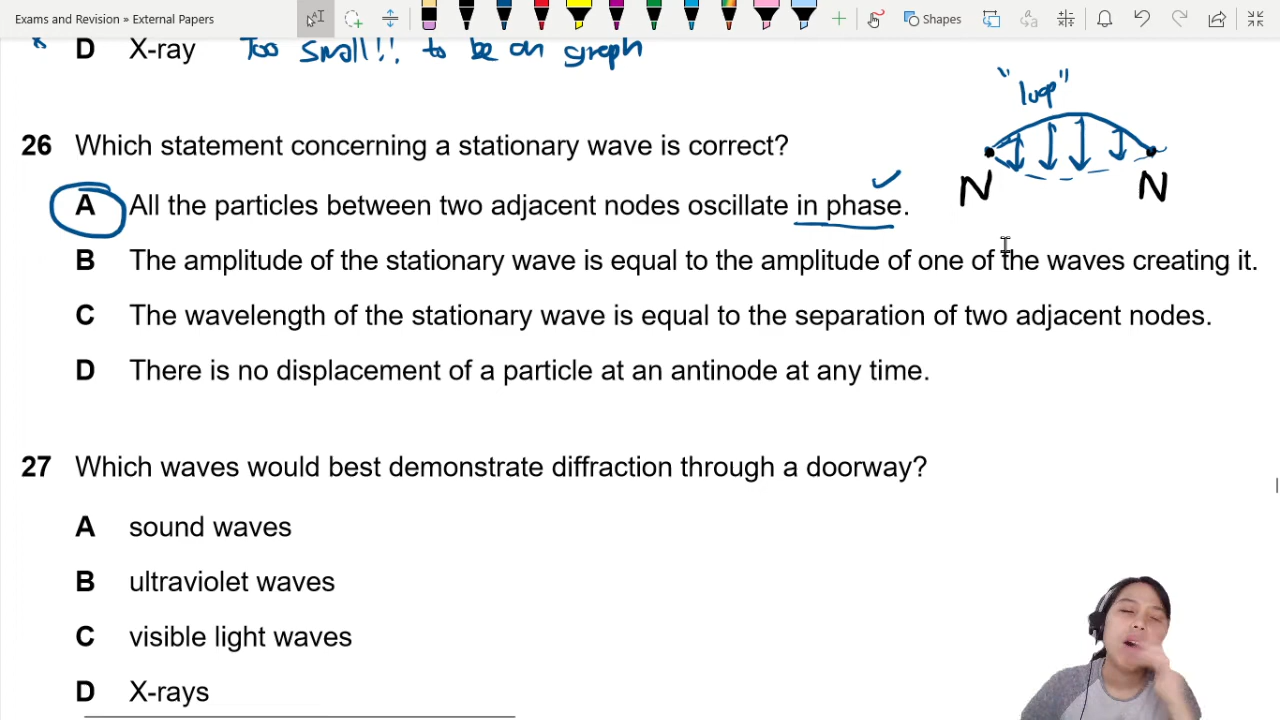 Exams and Revision » External Papers
Shapes
D X-ray Too small!! to be on graph
"loop"
26 Which statement concerning a stationary wave is correct?
N N
A All the particles between two adjacent nodes oscillate in phase.
B The amplitude of the stationary wave is equal to the amplitude of one of the waves creating it.
C The wavelength of the stationary wave is equal to the separation of two adjacent nodes.
D There is no displacement of a particle at an antinode at any time.
27 Which waves would best demonstrate diffraction through a doorway?
A sound waves
B ultraviolet waves
C visible light waves
D X-rays